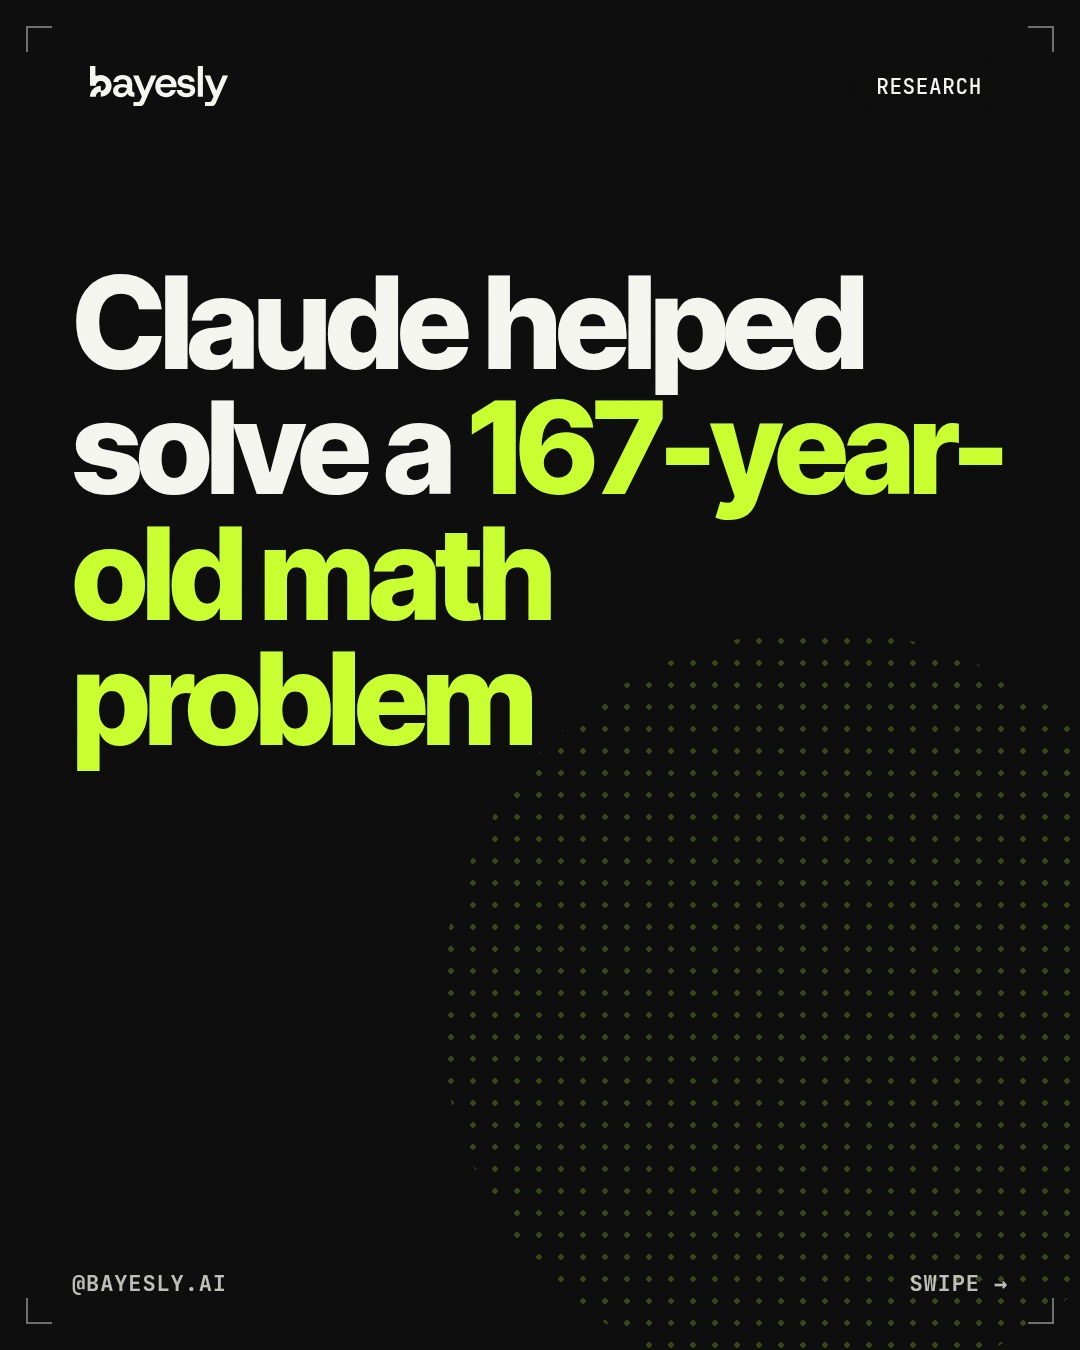 bayesly
RESEARCH
Claude helped
solve a 167-year-
old math
problem
@BAYESLY.AI
SWIPE →